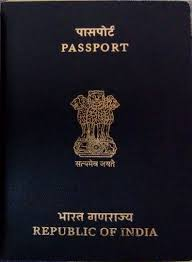 पासपोर्ट
PASSPORT
सत्यमेव जयते
भारत गणराज्य
REPUBLIC OF INDIA